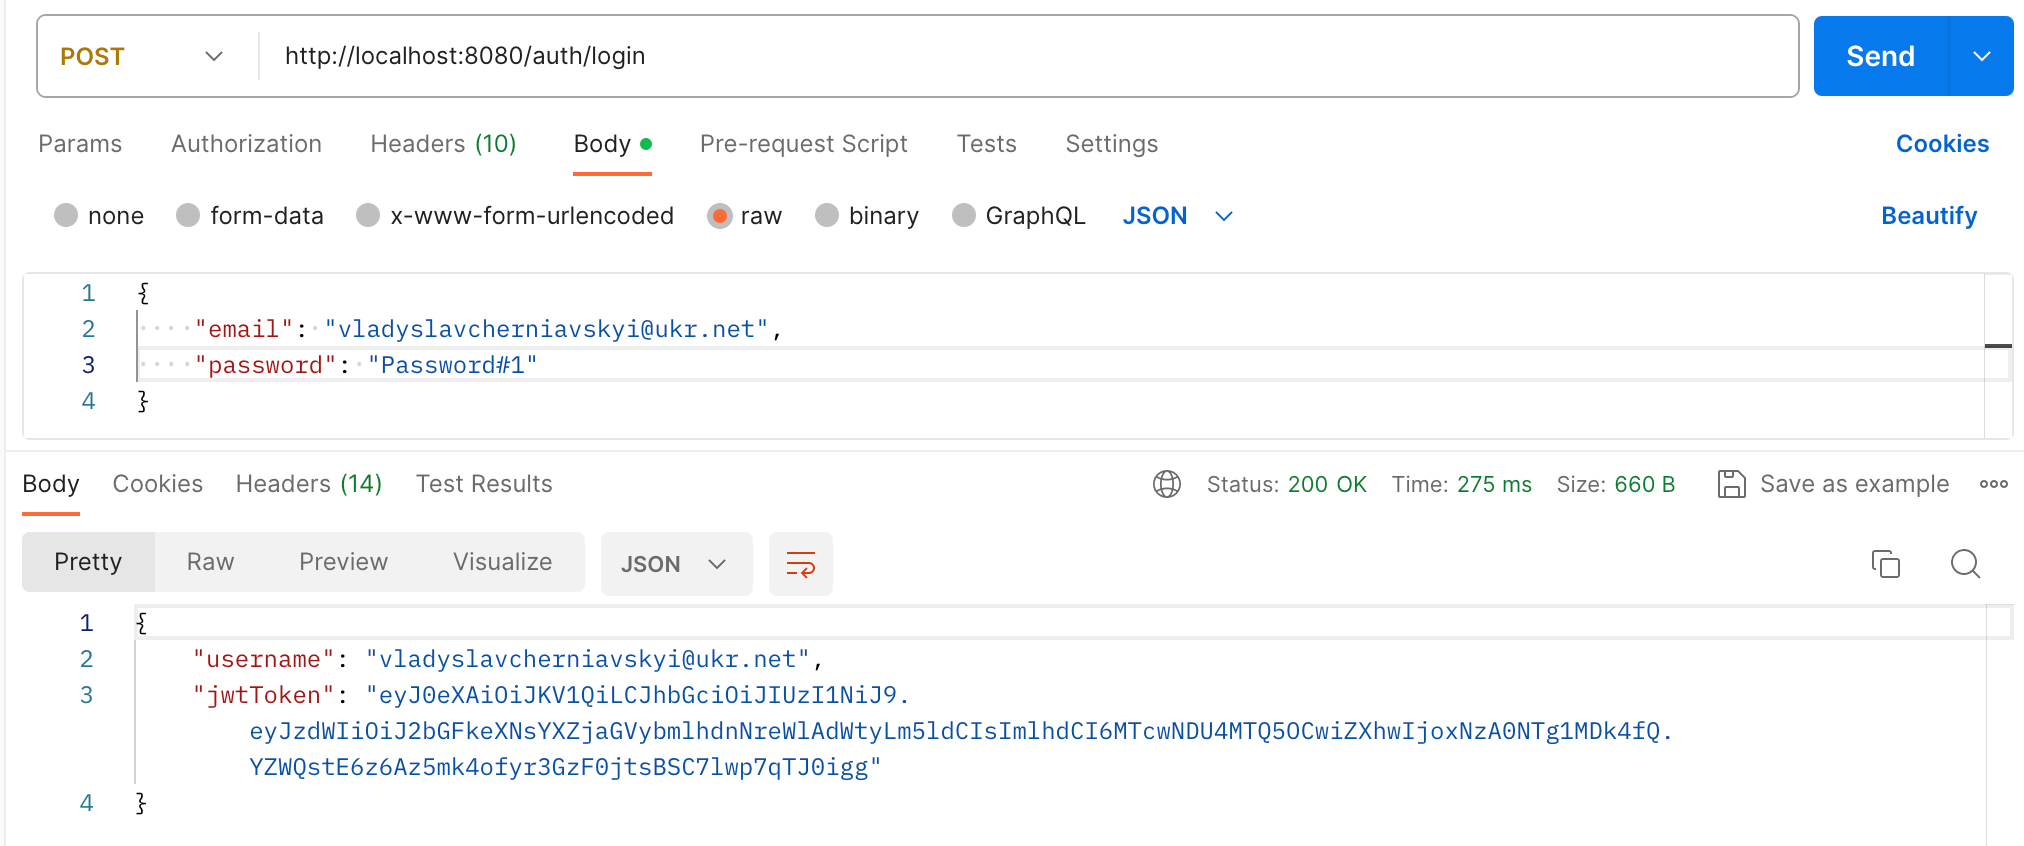 POST http://localhost:8080/auth/login Send
Params Authorization Headers (10) Body Pre-request Script Tests Settings Cookies
none form-data x-www-form-urlencoded raw binary GraphQL JSON Beautify
1 {
2 "email": "vladyslavcherniavskyi@ukr.net",
3 "password": "Password#1"
4 }
Body Cookies Headers (14) Test Results Status: 200 OK Time: 275 ms Size: 660 B Save as example
Pretty Raw Preview Visualize JSON
1 {
2 "username": "vladyslavcherniavskyi@ukr.net",
3 "jwtToken": "eyJ0eXAiOiJKV1QiLCJhbGciOiJIUzI1NiJ9.
eyJzdWIiOiJ2bGFkeXNsYXZjaGVybmlhdnNreWlAdWtyLm5ldCIsImlhdCI6MTcwNDU4MTQ5OCwiZXhwIjoxNzA0NTg1MDk4fQ.
YZWQstE6z6Az5mk4ofyr3GzF0jtsBSC7lwp7qTJ0igg"
4 }